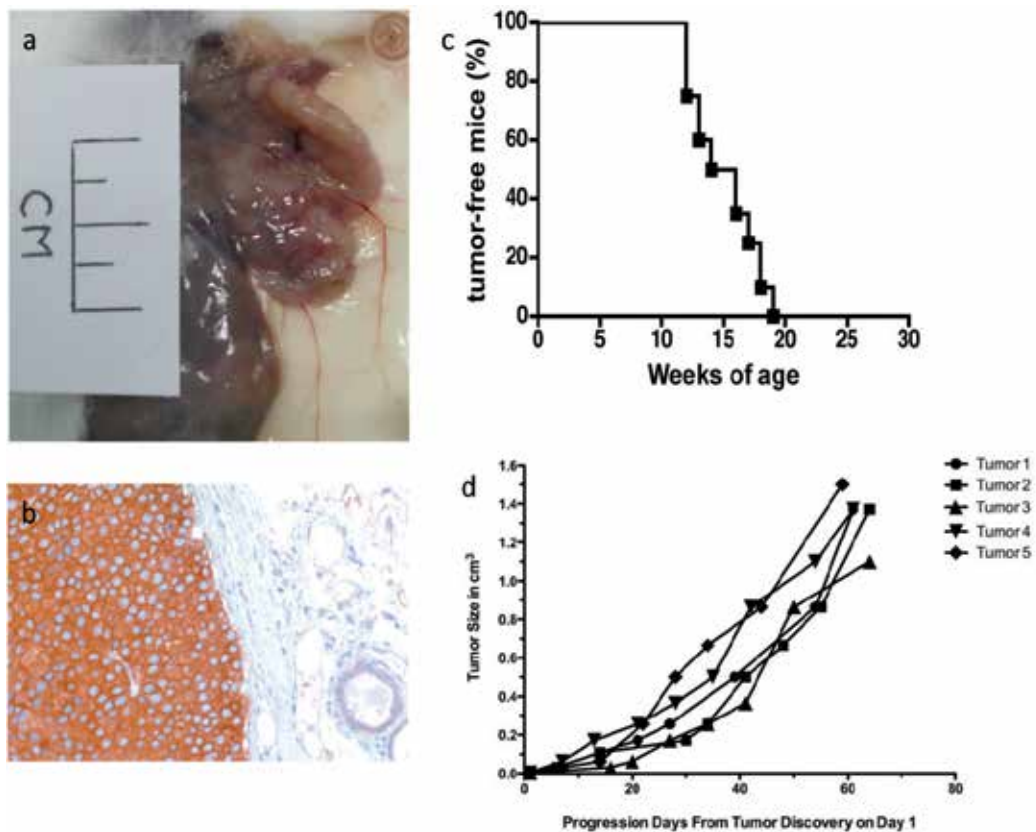 a
CM
b
c
tumor-free mice (%)
100
80
60
40
20
0
0 5 10 15 20 25 30
Weeks of age
d
Tumor Size in cm³
1.6
1.4
1.2
1.0
0.8
0.6
0.4
0.2
0.0
0 20 40 60 80
Progression Days From Tumor Discovery on Day 1
Tumor 1
Tumor 2
Tumor 3
Tumor 4
Tumor 5